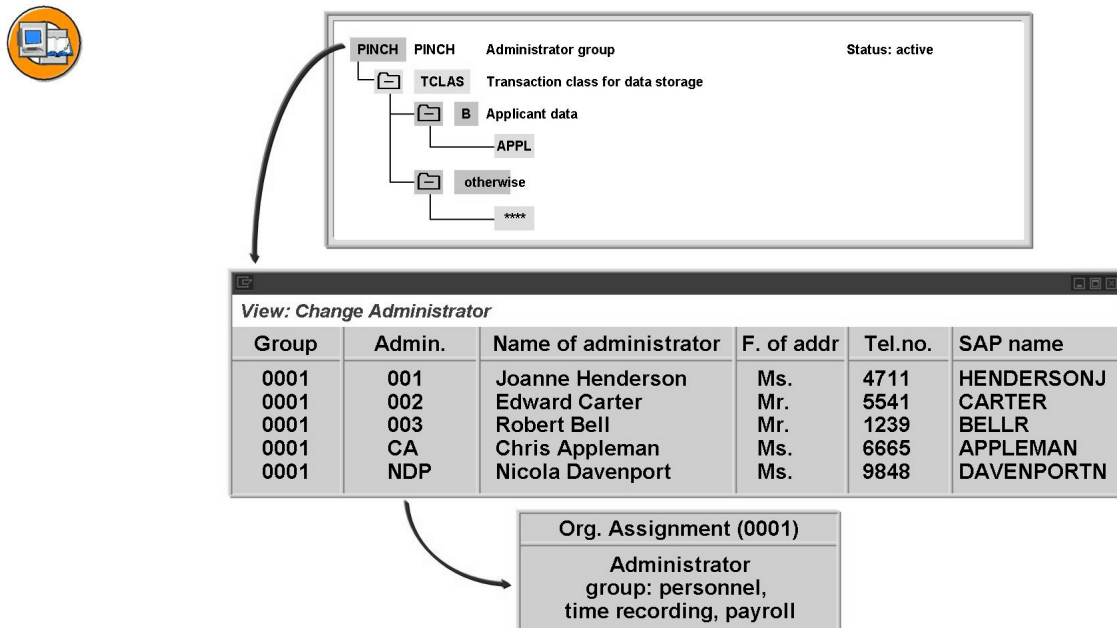 PINCH PINCH Administrator group Status: active
TCLAS Transaction class for data storage
B Applicant data
APPL
otherwise
****
View: Change Administrator
Group Admin. Name of administrator F. of addr Tel.no. SAP name
0001 001 Joanne Henderson Ms. 4711 HENDERSONJ
0001 002 Edward Carter Mr. 5541 CARTER
0001 003 Robert Bell Mr. 1239 BELLR
0001 CA Chris Appleman Ms. 6665 APPLEMAN
0001 NDP Nicola Davenport Ms. 9848 DAVENPORTN
Org. Assignment (0001)
Administrator
group: personnel,
time recording, payroll